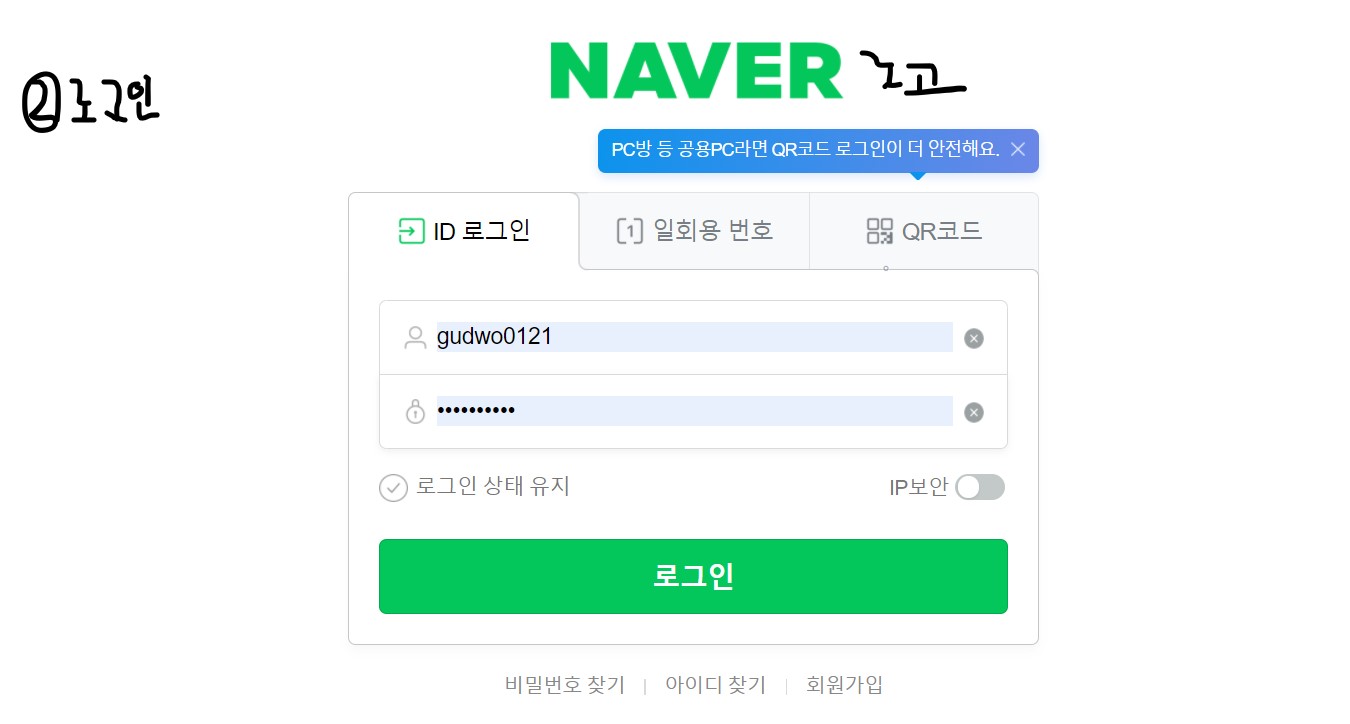 NAVER 로고
② 로그인
PC방 등 공용PC라면 QR코드 로그인이 더 안전해요.
ID 로그인 1 일회용 번호 QR코드
gudwo0121
••••••••••
로그인 상태 유지 IP보안
로그인
비밀번호 찾기 | 아이디 찾기 | 회원가입